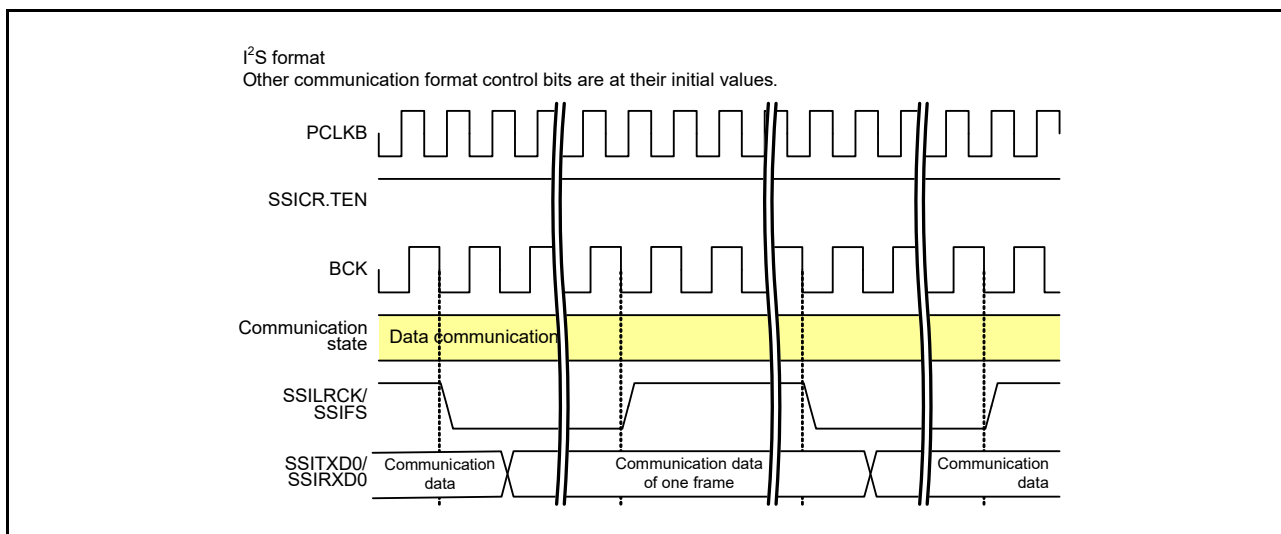 I²S format
Other communication format control bits are at their initial values.
PCLKB
SSICR.TEN
BCK
Communication
state
Data communication
SSILRCK/
SSIFS
SSITXD0/
SSIRXD0
Communication
data
Communication data
of one frame
Communication
data